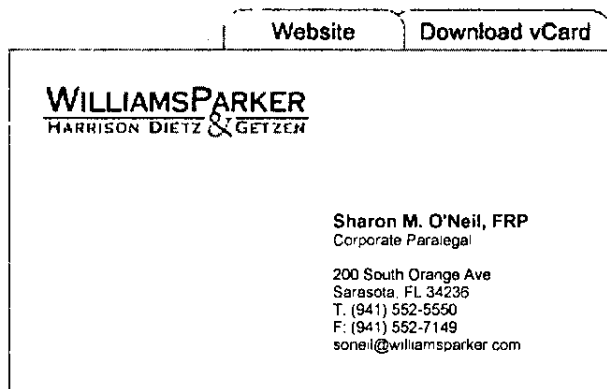 Website
Download vCard
WILLIAMSPARKER
HARRISON DIETZ & GETZEN
Sharon M. O'Neil, FRP
Corporate Paralegal
200 South Orange Ave
Sarasota, FL 34236
T. (941) 552-5550
F: (941) 552-7149
soneil@williamsparker com